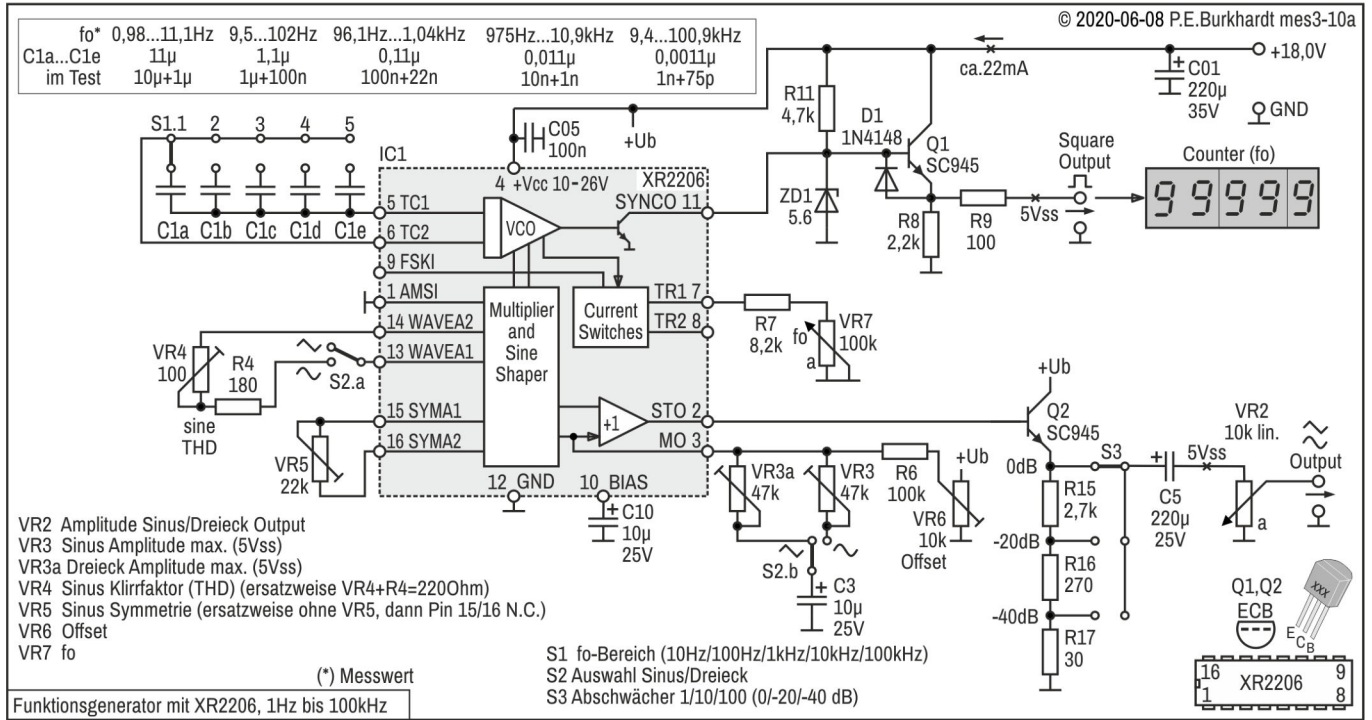 © 2020-06-08 P.E.Burkhardt mes3-10a
fo* 0,98...11,1Hz 9,5...102Hz 96,1Hz...1,04kHz 975Hz...10,9kHz 9,4...100,9kHz
C1a...C1e 11µ 1,1µ 0,11µ 0,011µ 0,0011µ
im Test 10µ+1µ 1µ+100n 100n+22n 10n+1n 1n+75p
+18,0V
ca.22mA
C01
220µ
35V
GND
R11
4,7k
D1
1N4148
Q1
SC945
Square
Output
Counter (fo)
99999
S1.1 2 3 4 5
C05
100n
+Ub
IC1
4 +Vcc 10-26V
XR2206
SYNCO 11
ZD1
5.6
R8
2,2k
R9
100
5Vss
C1a C1b C1c C1d C1e
5 TC1
6 TC2
VCO
9 FSKI
1 AMSI
14 WAVEA2
13 WAVEA1
Multiplier
and
Sine
Shaper
Current
Switches
TR1 7
TR2 8
R7
8,2k
fo
VR7
100k
a
VR4
100
R4
180
S2.a
sine
THD
15 SYMA1
16 SYMA2
VR5
22k
+1
STO 2
MO 3
12 GND
10 BIAS
C10
10µ
25V
VR3a
47k
VR3
47k
R6
100k
+Ub
VR6
10k
Offset
S2.b
C3
10µ
25V
+Ub
Q2
SC945
0dB
S3
R15
2,7k
-20dB
R16
270
-40dB
R17
30
C5
220µ
25V
5Vss
VR2
10k lin.
a
Output
Q1,Q2
ECB
XXX
E
C
B
16 9
XR2206
1 8
VR2 Amplitude Sinus/Dreieck Output
VR3 Sinus Amplitude max. (5Vss)
VR3a Dreieck Amplitude max. (5Vss)
VR4 Sinus Klirrfaktor (THD) (ersatzweise VR4+R4=220Ohm)
VR5 Sinus Symmetrie (ersatzweise ohne VR5, dann Pin 15/16 N.C.)
VR6 Offset
VR7 fo
(*) Messwert
S1 fo-Bereich (10Hz/100Hz/1kHz/10kHz/100kHz)
S2 Auswahl Sinus/Dreieck
S3 Abschwächer 1/10/100 (0/-20/-40 dB)
Funktionsgenerator mit XR2206, 1Hz bis 100kHz